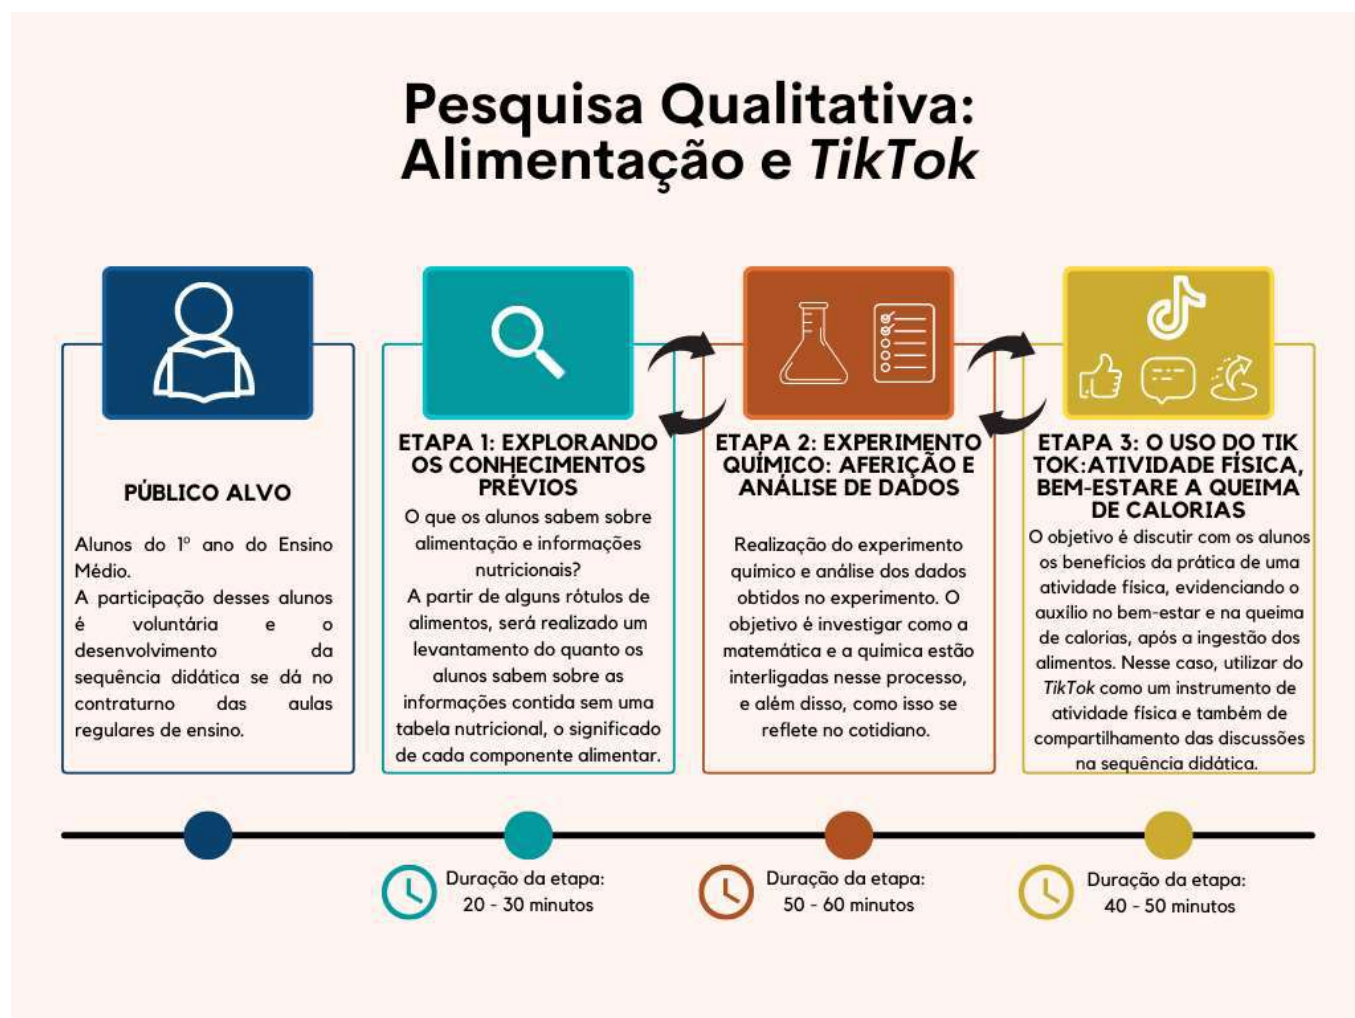 Pesquisa Qualitativa:
Alimentação e TikTok
PÚBLICO ALVO
Alunos do 1º ano do Ensino
Médio.
A participação desses alunos
é voluntária e o
desenvolvimento da
sequência didática se dá no
contraturno das aulas
regulares de ensino.
ETAPA 1: EXPLORANDO
OS CONHECIMENTOS
PRÉVIOS
O que os alunos sabem sobre
alimentação e informações
nutricionais?
A partir de alguns rótulos de
alimentos, será realizado um
levantamento do quanto os
alunos sabem sobre as
informações contida sem uma
tabela nutricional, o significado
de cada componente alimentar.
ETAPA 2: EXPERIMENTO
QUÍMICO: AFERIÇÃO E
ANÁLISE DE DADOS
Realização do experimento
químico e análise dos dados
obtidos no experimento. O
objetivo é investigar como a
matemática e a química estão
interligadas nesse processo,
e além disso, como isso se
reflete no cotidiano.
ETAPA 3: O USO DO TIK
TOK:ATIVIDADE FÍSICA,
BEM-ESTARE A QUEIMA
DE CALORIAS
O objetivo é discutir com os alunos
os benefícios da prática de uma
atividade física, evidenciando o
auxílio no bem-estar e na queima
de calorias, após a ingestão dos
alimentos. Nesse caso, utilizar do
TikTok como um instrumento de
atividade física e também de
compartilhamento das discussões
na sequência didática.
Duração da etapa:
20 - 30 minutos
Duração da etapa:
50 - 60 minutos
Duração da etapa:
40 - 50 minutos